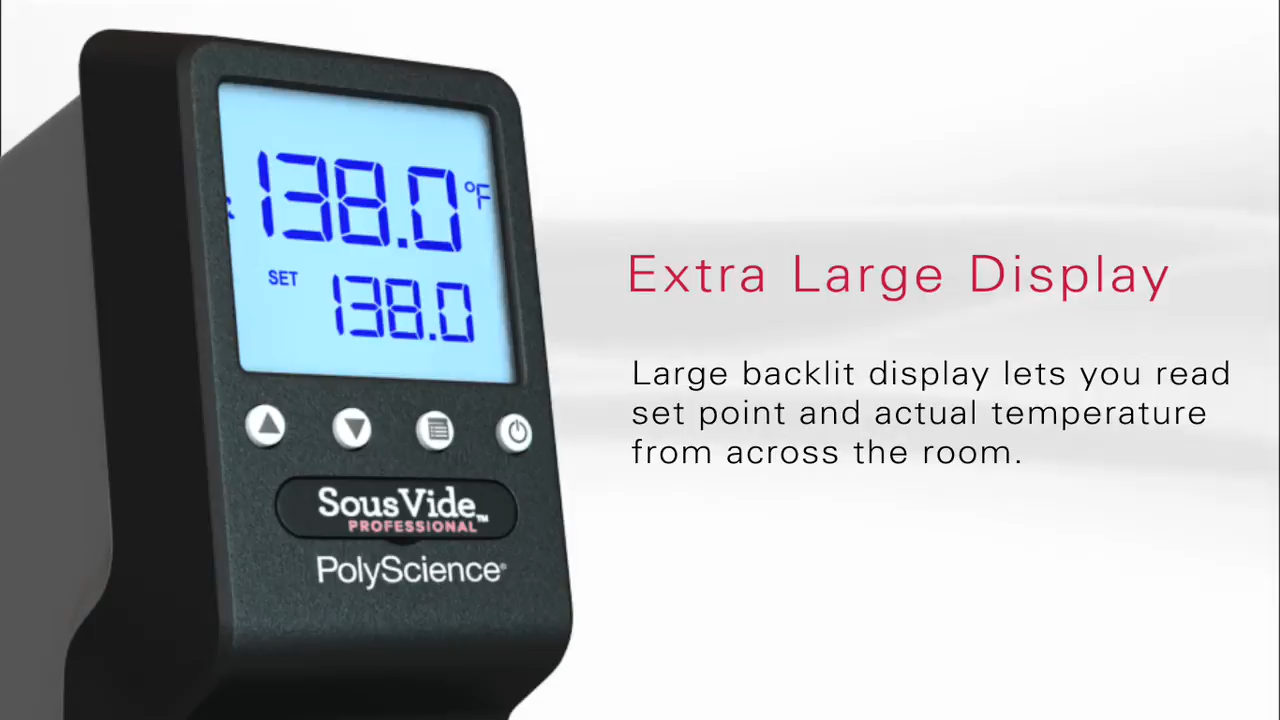 138.0 °F
SET 138.0
SousVide™
PROFESSIONAL
PolyScience®
Extra Large Display
Large backlit display lets you read
set point and actual temperature
from across the room.